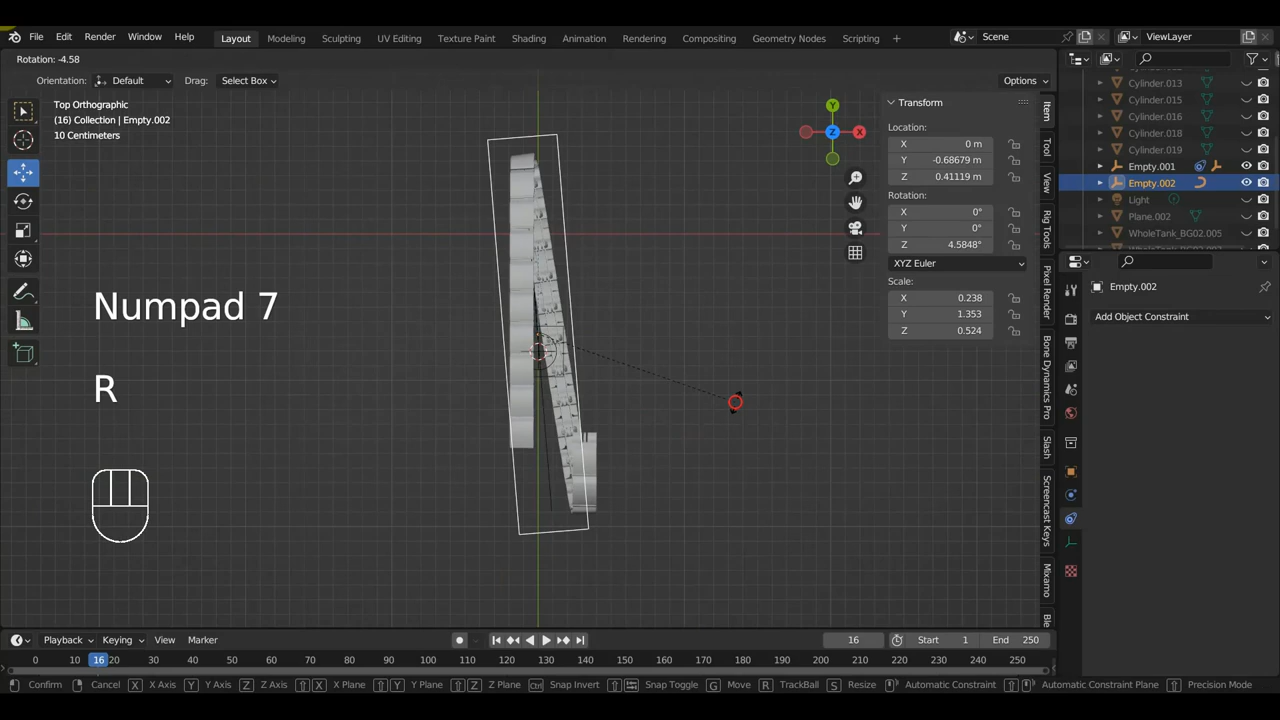 File Edit Render Window Help Layout Modeling Sculpting UV Editing Texture Paint Shading Animation Rendering Compositing Geometry Nodes Scripting + Scene ViewLayer
Rotation: -4.58
Orientation: Default Drag: Select Box Options
Top Orthographic
(16) Collection | Empty.002
10 Centimeters
Numpad 7
R
Y
X
Z
Transform
Location:
X 0 m
Y -0.68679 m
Z 0.41119 m
Rotation:
X 0°
Y 0°
Z 4.5848°
XYZ Euler
Scale:
X 0.238
Y 1.353
Z 0.524
Item
Tool
View
Rig Tools
Pixel Render
Bone Dynamics Pro
Slash
Screencast Keys
Mixamo
Cylinder.013
Cylinder.015
Cylinder.016
Cylinder.018
Cylinder.019
Empty.001
Empty.002
Light
Plane.002
WholeTank_BG02.005
Empty.002
Add Object Constraint
Playback Keying View Marker 16 Start 1 End 250
0 10 16 20 30 40 50 60 70 80 90 100 110 120 130 140 150 160 170 180 190 200 210 220 230 240 250
Confirm Cancel X X Axis Y Y Axis Z Z Axis X X Plane Y Y Plane Z Z Plane Ctrl Snap Invert Snap Toggle G Move R TrackBall S Resize Automatic Constraint Automatic Constraint Plane Precision Mode